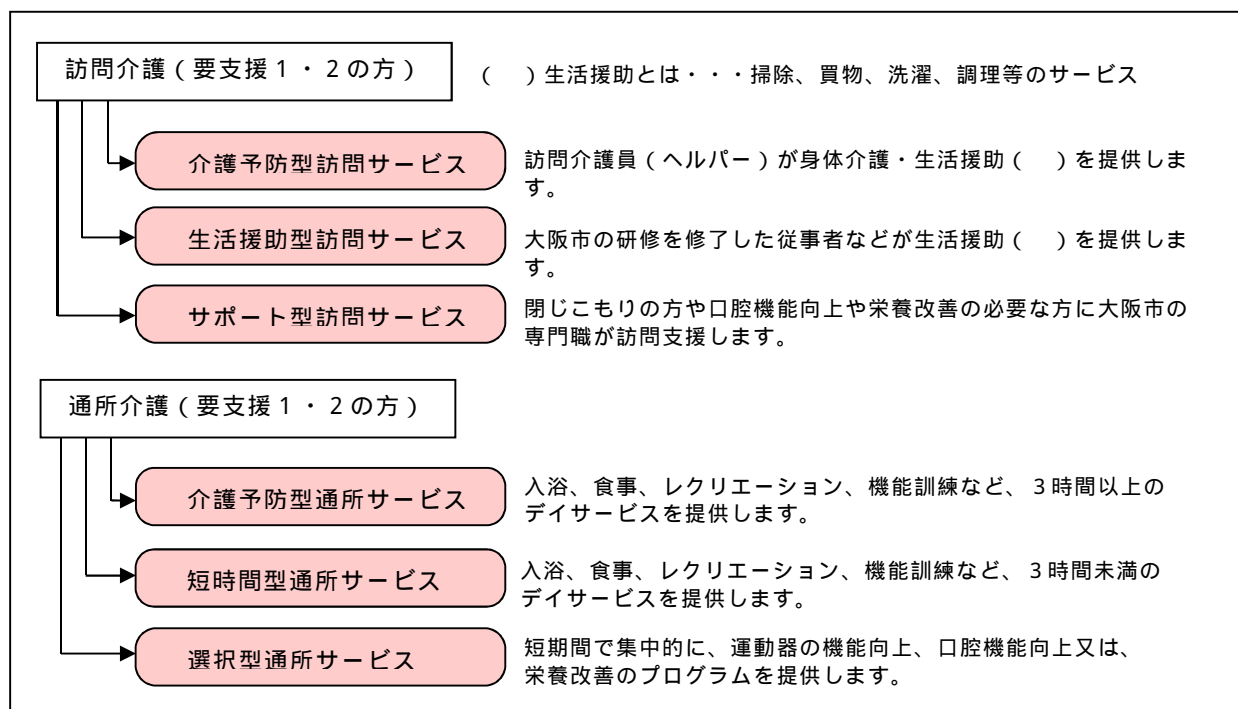 訪問介護（要支援１・２の方）
（　）生活援助とは・・・掃除、買物、洗濯、調理等のサービス
介護予防型訪問サービス
訪問介護員（ヘルパー）が身体介護・生活援助（　）を提供しま
す。
生活援助型訪問サービス
大阪市の研修を修了した従事者などが生活援助（　）を提供しま
す。
サポート型訪問サービス
閉じこもりの方や口腔機能向上や栄養改善の必要な方に大阪市の
専門職が訪問支援します。
通所介護（要支援１・２の方）
介護予防型通所サービス
入浴、食事、レクリエーション、機能訓練など、３時間以上の
デイサービスを提供します。
短時間型通所サービス
入浴、食事、レクリエーション、機能訓練など、３時間未満の
デイサービスを提供します。
選択型通所サービス
短期間で集中的に、運動器の機能向上、口腔機能向上又は、
栄養改善のプログラムを提供します。